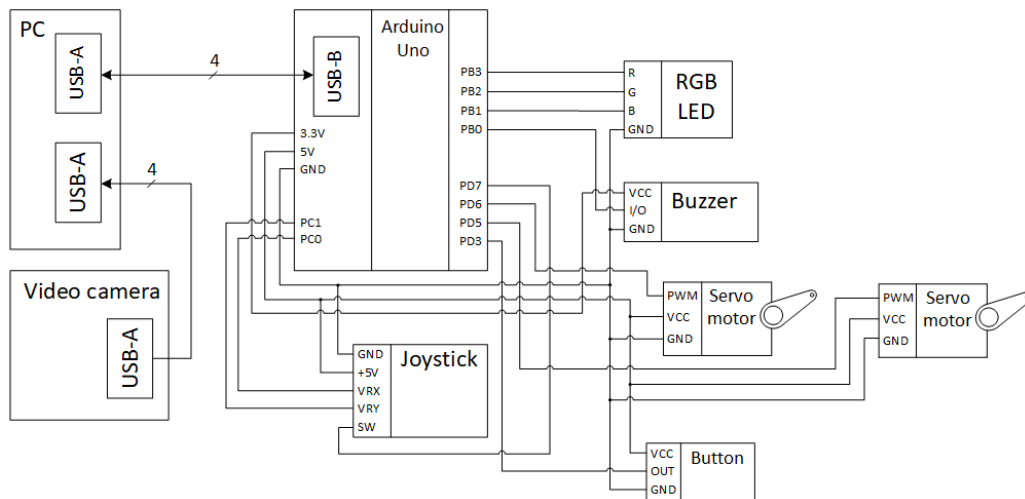 PC
USB-A
4
USB-A
4
Video camera
USB-A
Arduino
Uno
USB-B
3.3V
5V
GND
PC1
PC0
PB3
PB2
PB1
PB0
PD7
PD6
PD5
PD3
R
G
B
GND
RGB
LED
VCC
I/O
GND
Buzzer
PWM
VCC
GND
Servo
motor
PWM
VCC
GND
Servo
motor
GND
+5V
VRX
VRY
SW
Joystick
VCC
OUT
GND
Button